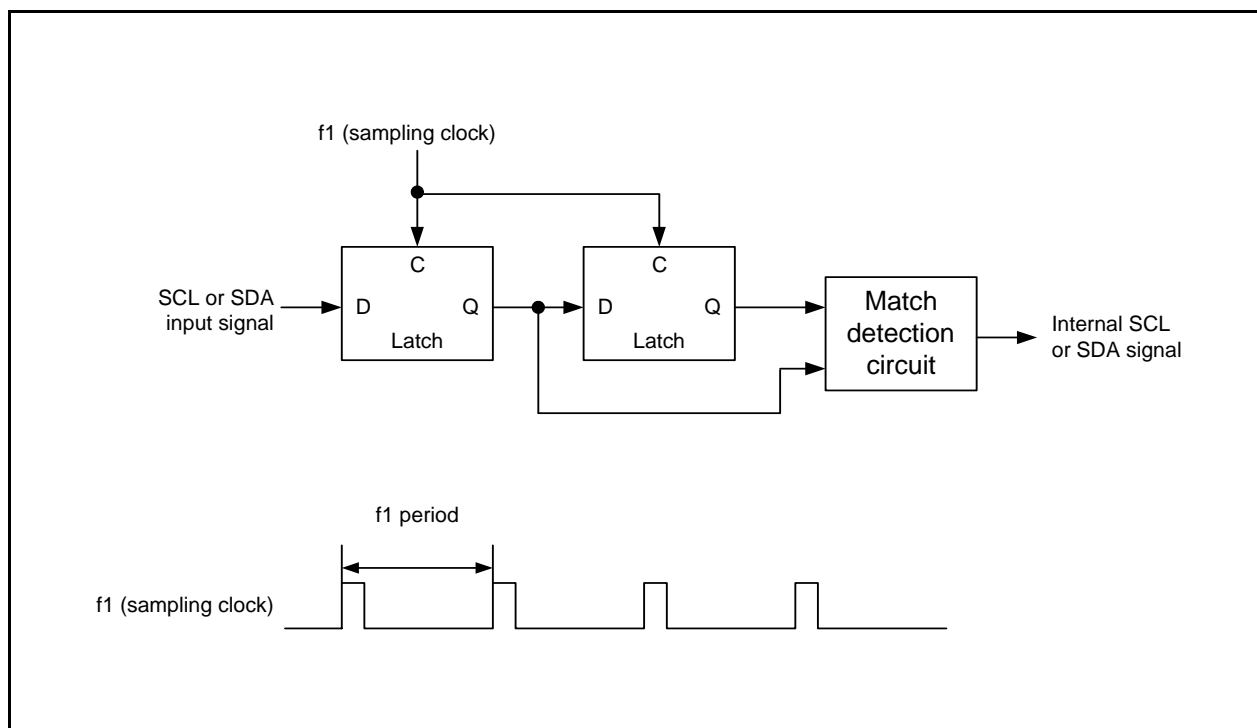 f1 (sampling clock)
C
C
SCL or SDA
input signal
D
Q
Latch
D
Q
Latch
Match
detection
circuit
Internal SCL
or SDA signal
f1 period
f1 (sampling clock)